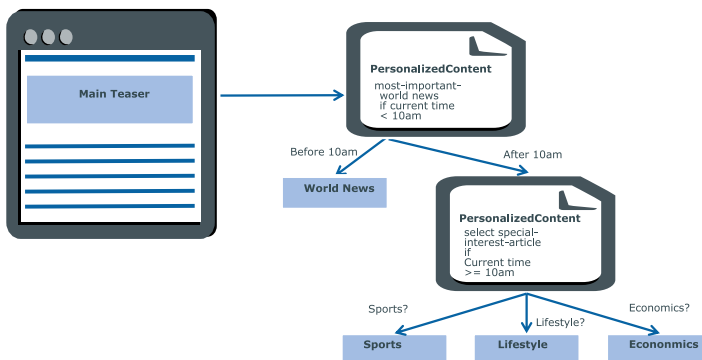 Main Teaser
PersonalizedContent
most-important-
world news
if current time
< 10am
Before 10am
After 10am
World News
PersonalizedContent
select special-
interest-article
if
Current time
>= 10am
Sports?
Lifestyle?
Economics?
Sports
Lifestyle
Econonmics